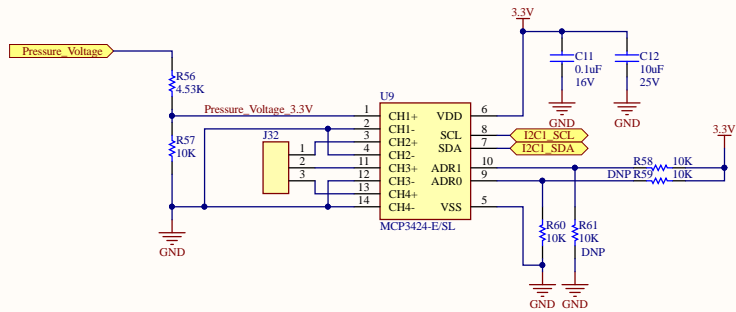 3.3V
Pressure_Voltage
C11
0.1uF
16V
C12
10uF
25V
R56
4.53K
U9
Pressure_Voltage_3.3V
GND
GND
1
CH1+
VDD
6
2
CH1-
3.3V
R57
10K
J32
3
CH2+
SCL
8
I2C1_SCL
1
4
CH2-
SDA
7
I2C1_SDA
2
11
CH3+
ADR1
10
R58
10K
3
12
CH3-
ADR0
9
DNP
R59
10K
13
CH4+
14
CH4-
VSS
5
MCP3424-E/SL
R60
10K
R61
10K
DNP
GND
GND
GND